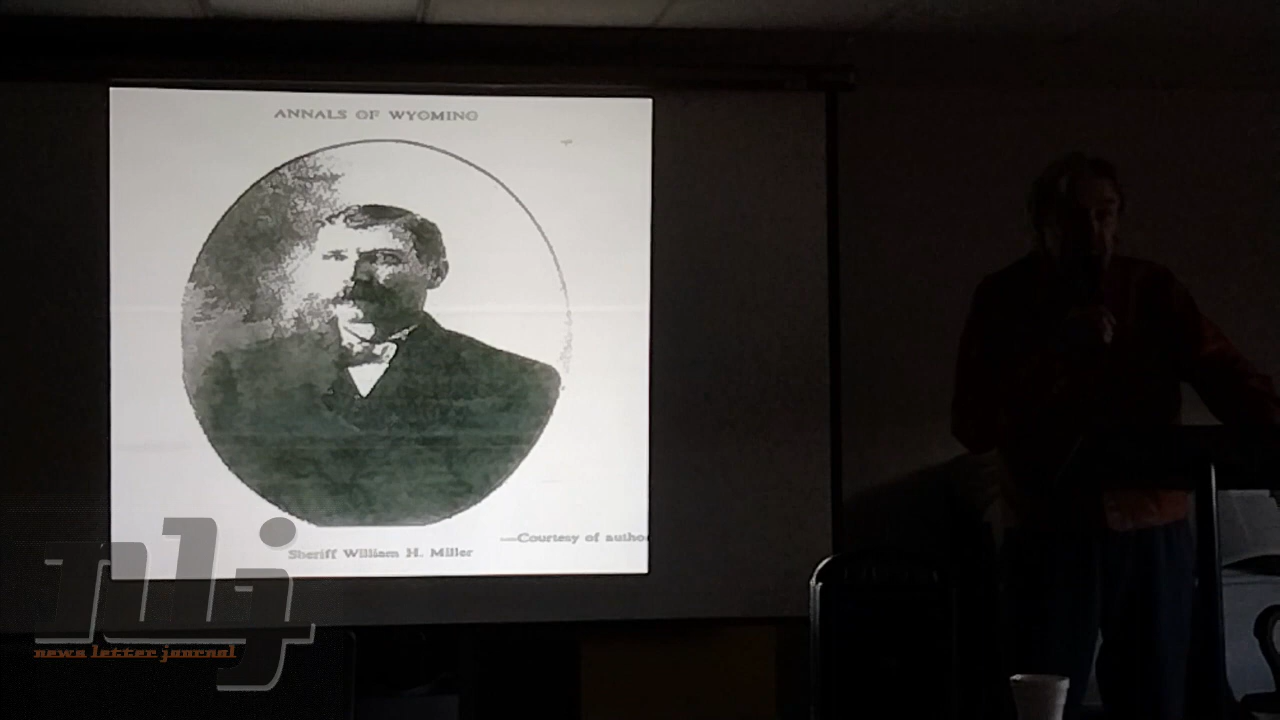 ANNALS OF WYOMING
—Courtesy of autho
Sheriff William H. Miller
nlj
news letter journal